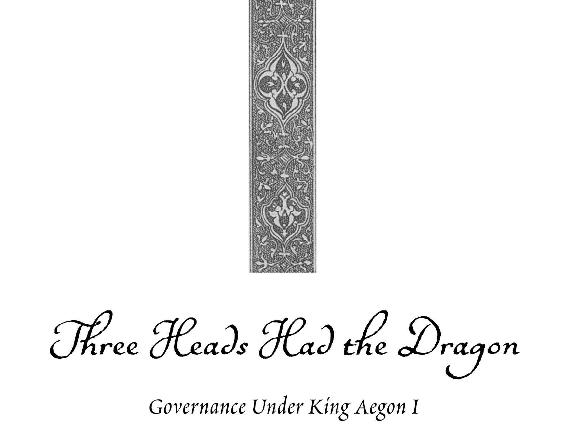 Three Heads Had the Dragon
Governance Under King Aegon I